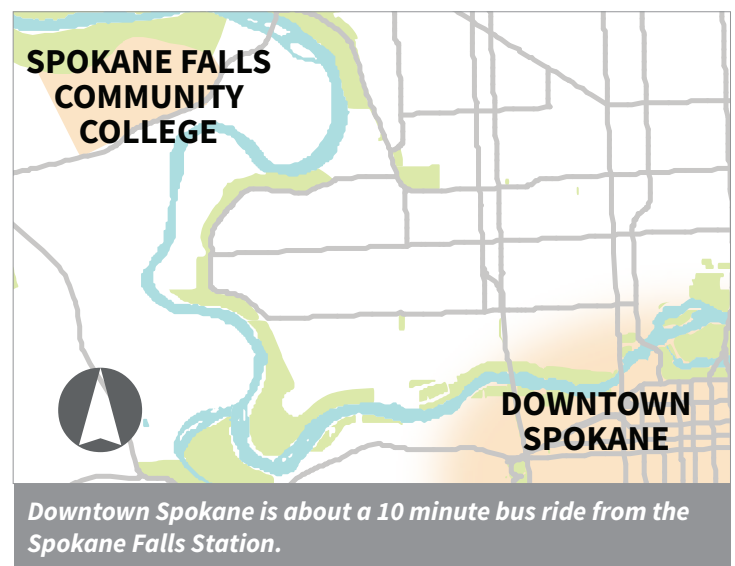 SPOKANE FALLS
COMMUNITY
COLLEGE
DOWNTOWN
SPOKANE
Downtown Spokane is about a 10 minute bus ride from the
Spokane Falls Station.